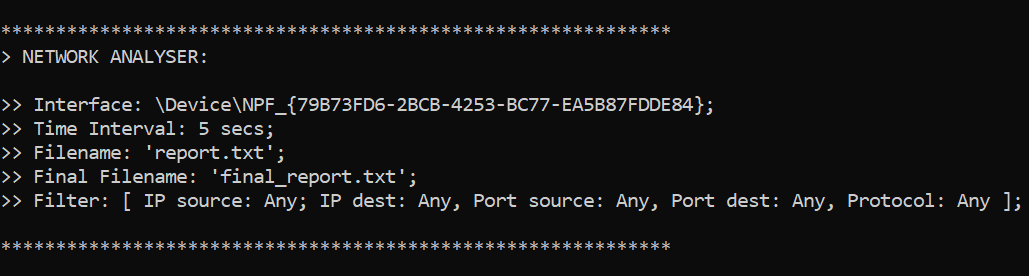 *************************************************************
> NETWORK ANALYSER:
>> Interface: \Device\NPF_{79B73FD6-2BCB-4253-BC77-EA5B87FDDE84};
>> Time Interval: 5 secs;
>> Filename: 'report.txt';
>> Final Filename: 'final_report.txt';
>> Filter: [ IP source: Any; IP dest: Any, Port source: Any, Port dest: Any, Protocol: Any ];
*************************************************************